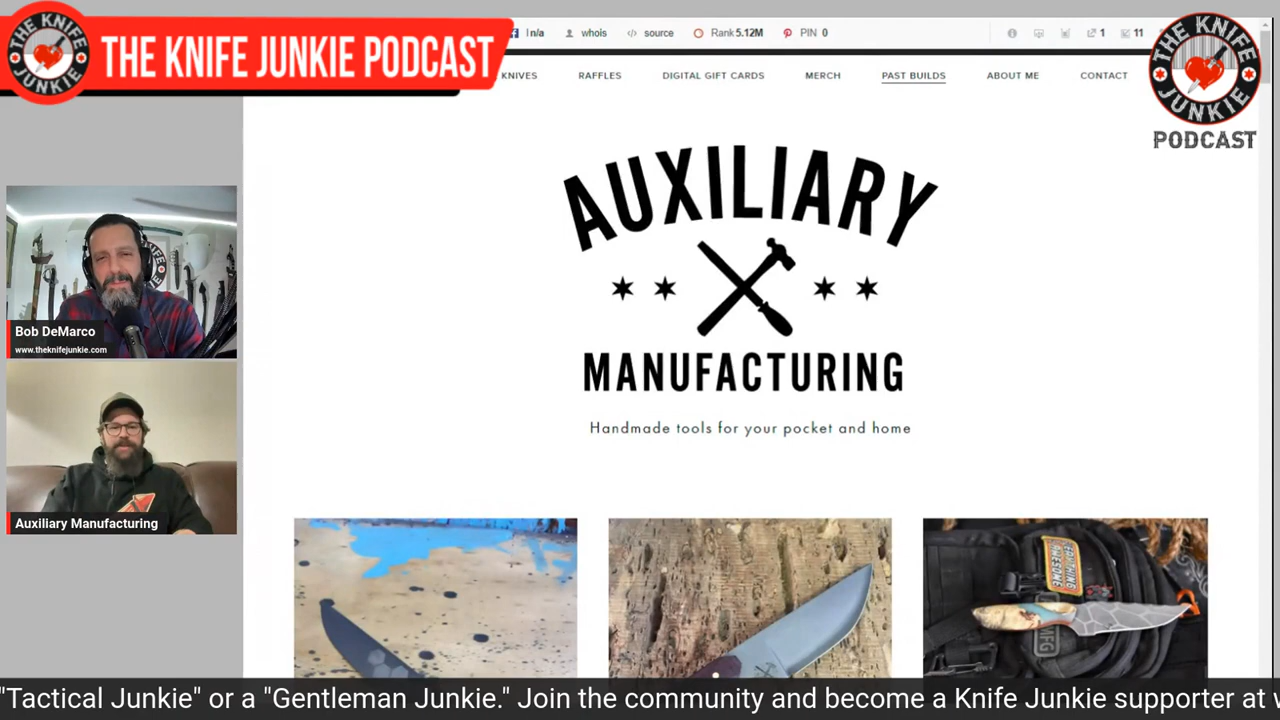 THE KNIFE JUNKIE
THE KNIFE JUNKIE PODCAST
n/a
whois
source
Rank 5.12M
PIN 0
1
11
KNIVES
RAFFLES
DIGITAL GIFT CARDS
MERCH
PAST BUILDS
ABOUT ME
CONTACT
THE KNIFE JUNKIE
PODCAST
AUXILIARY
MANUFACTURING
Handmade tools for your pocket and home
Bob DeMarco
www.theknifejunkie.com
Auxiliary Manufacturing
"Tactical Junkie" or a "Gentleman Junkie." Join the community and become a Knife Junkie supporter at